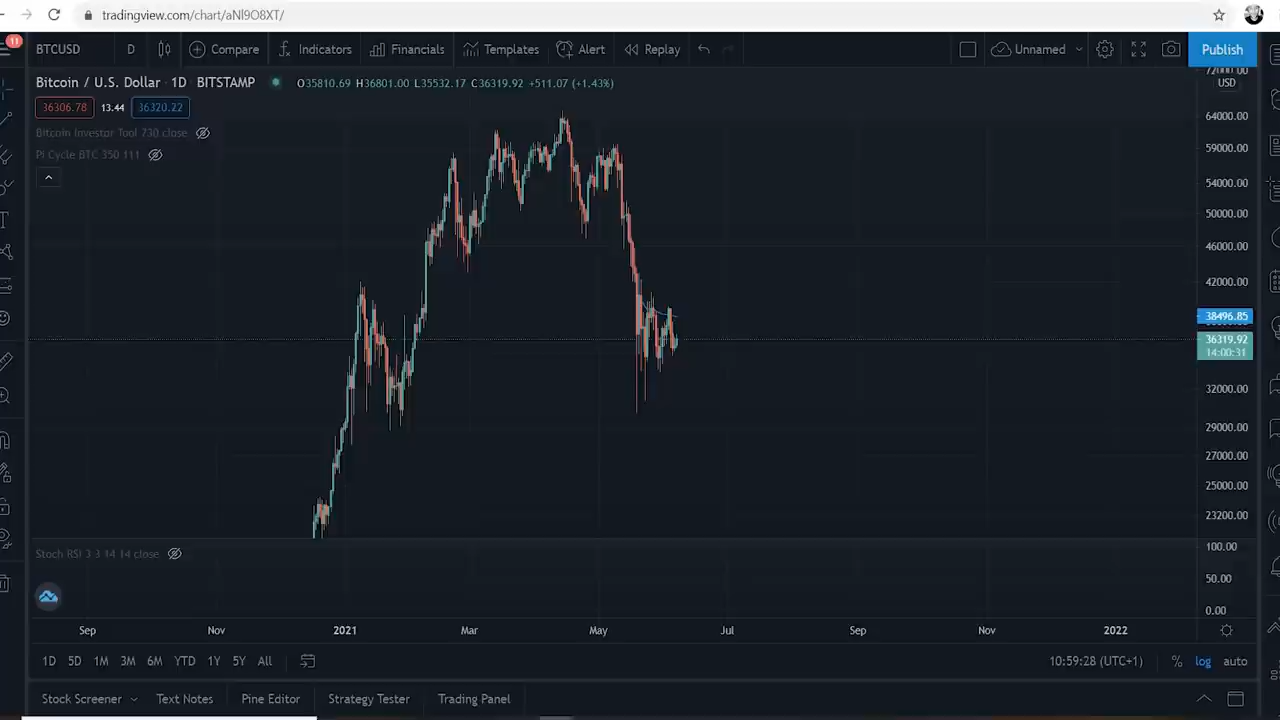 tradingview.com/chart/aNl9O8XT/
11
BTCUSD D Compare Indicators Financials Templates Alert Replay Unnamed Publish
Bitcoin / U.S. Dollar · 1D · BITSTAMP O35810.69 H36801.00 L35532.17 C36319.92 +511.07 (+1.43%)
36306.78 13.44 36320.22
Bitcoin Investor Tool 730 close
Pi Cycle BTC 350 111
72000.00
USD
64000.00
59000.00
54000.00
50000.00
46000.00
42000.00
38496.85
36319.92
14:00:31
32000.00
29000.00
27000.00
25000.00
23200.00
Stoch RSI 3 3 14 14 close
100.00
50.00
0.00
Sep Nov 2021 Mar May Jul Sep Nov 2022
1D 5D 1M 3M 6M YTD 1Y 5Y All 10:59:28 (UTC+1) % log auto
Stock Screener Text Notes Pine Editor Strategy Tester Trading Panel